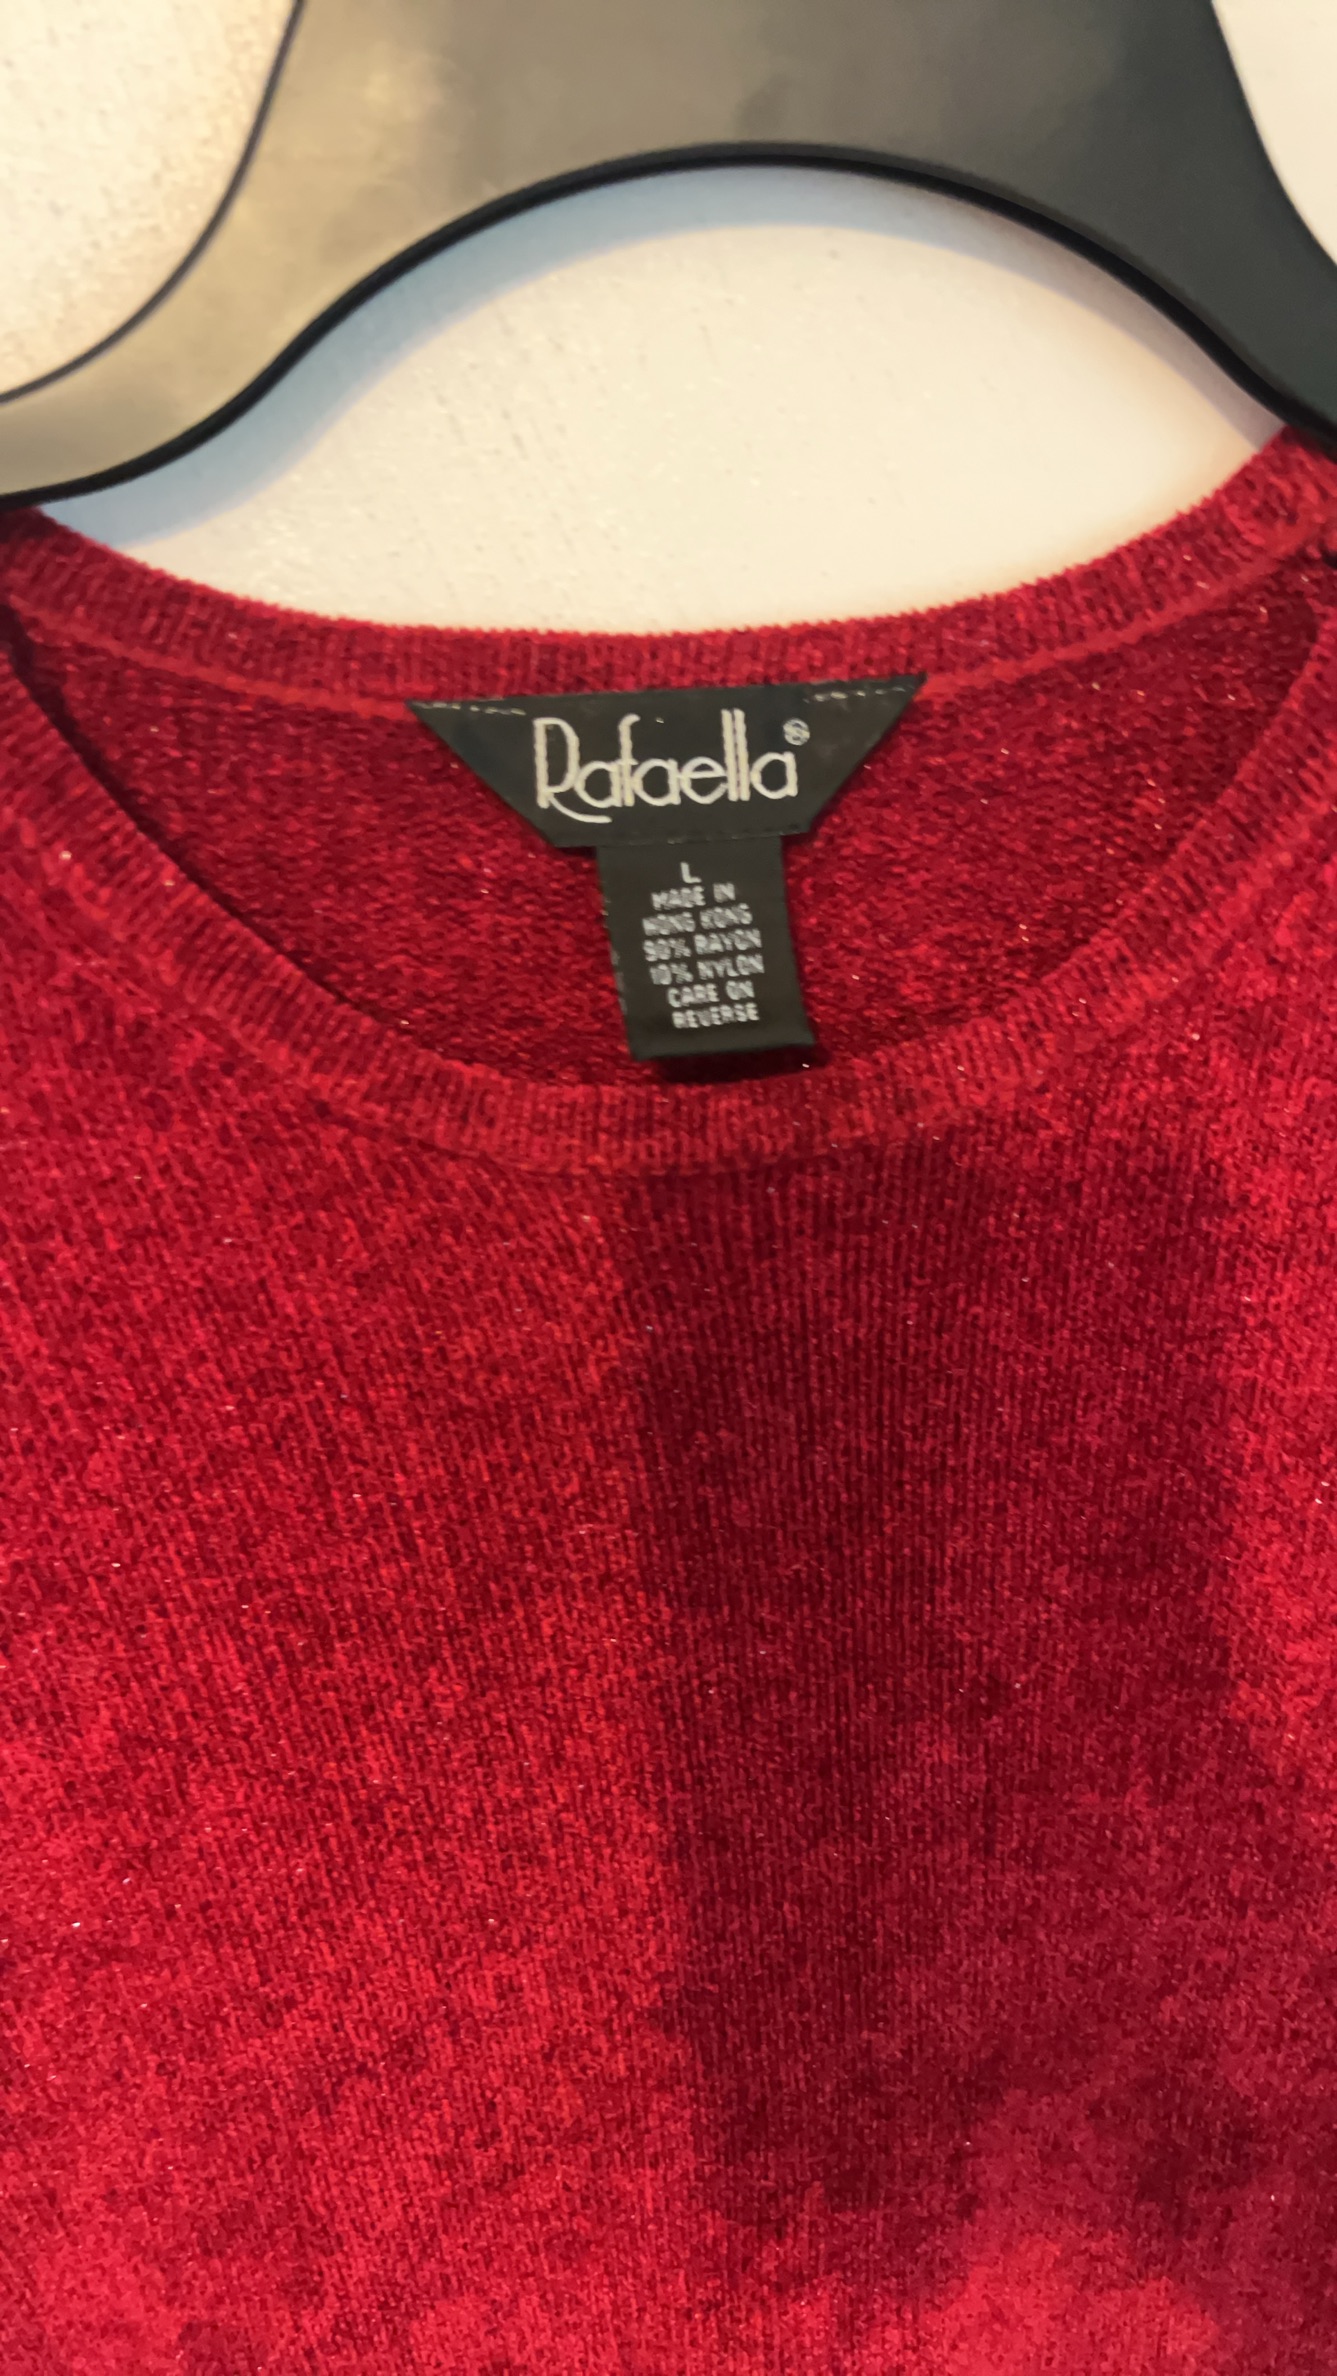 Rafaella®
L
MADE IN
HONG KONG
90% RAYON
10% NYLON
CARE ON
REVERSE